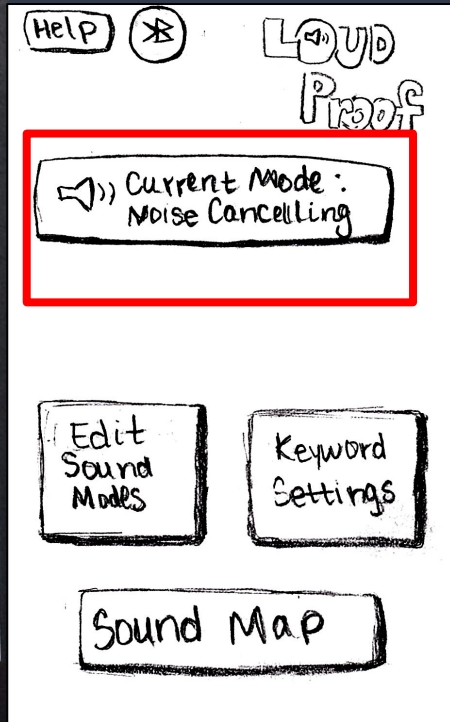 Help
LOUD
Proof
Current Mode:
Noise Cancelling
Edit
Sound
Modes
Keyword
Settings
Sound Map